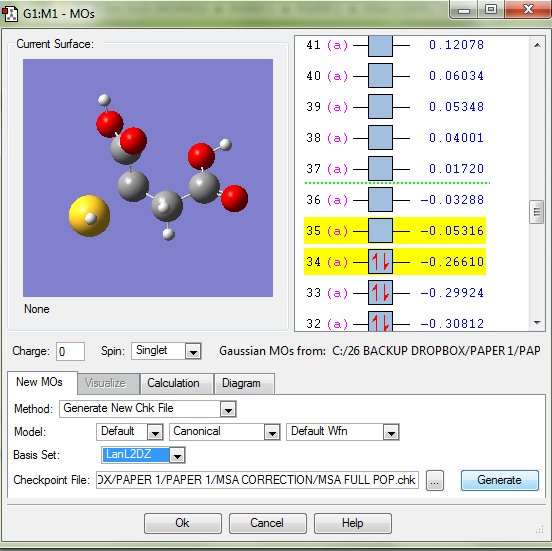 G1:M1 - MOs
Current Surface:
None
41 (a) 0.12078
40 (a) 0.06034
39 (a) 0.05348
38 (a) 0.04001
37 (a) 0.01720
36 (a) -0.03288
35 (a) -0.05316
34 (a) -0.26610
33 (a) -0.29924
32 (a) -0.30812
Charge: 0 Spin: Singlet Gaussian MOs from: C:/26 BACKUP DROPBOX/PAPER 1/PAP
New MOs Visualize Calculation Diagram
Method: Generate New Chk File
Model: Default Canonical Default Wfn
Basis Set: LanL2DZ
Checkpoint File: OX/PAPER 1/PAPER 1/MSA CORRECTION/MSA FULL POP.chk ... Generate
Ok Cancel Help